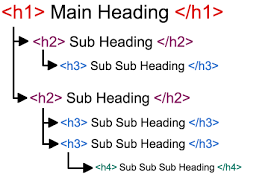 <h1> Main Heading </h1>
<h2> Sub Heading </h2>
<h3> Sub Sub Heading </h3>
<h2> Sub Heading </h2>
<h3> Sub Sub Heading </h3>
<h3> Sub Sub Heading </h3>
<h4> Sub Sub Sub Heading </h4>